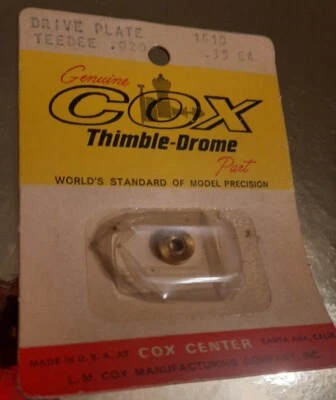 DRIVE PLATE 1610
TEEDEE .020 .35 EA
Genuine
COX
Thimble-Drome
Part
WORLD'S STANDARD OF MODEL PRECISION
MADE IN U.S.A. AT COX CENTER SANTA ANA, CALIF.
L. M. COX MANUFACTURING COMPANY, INC.